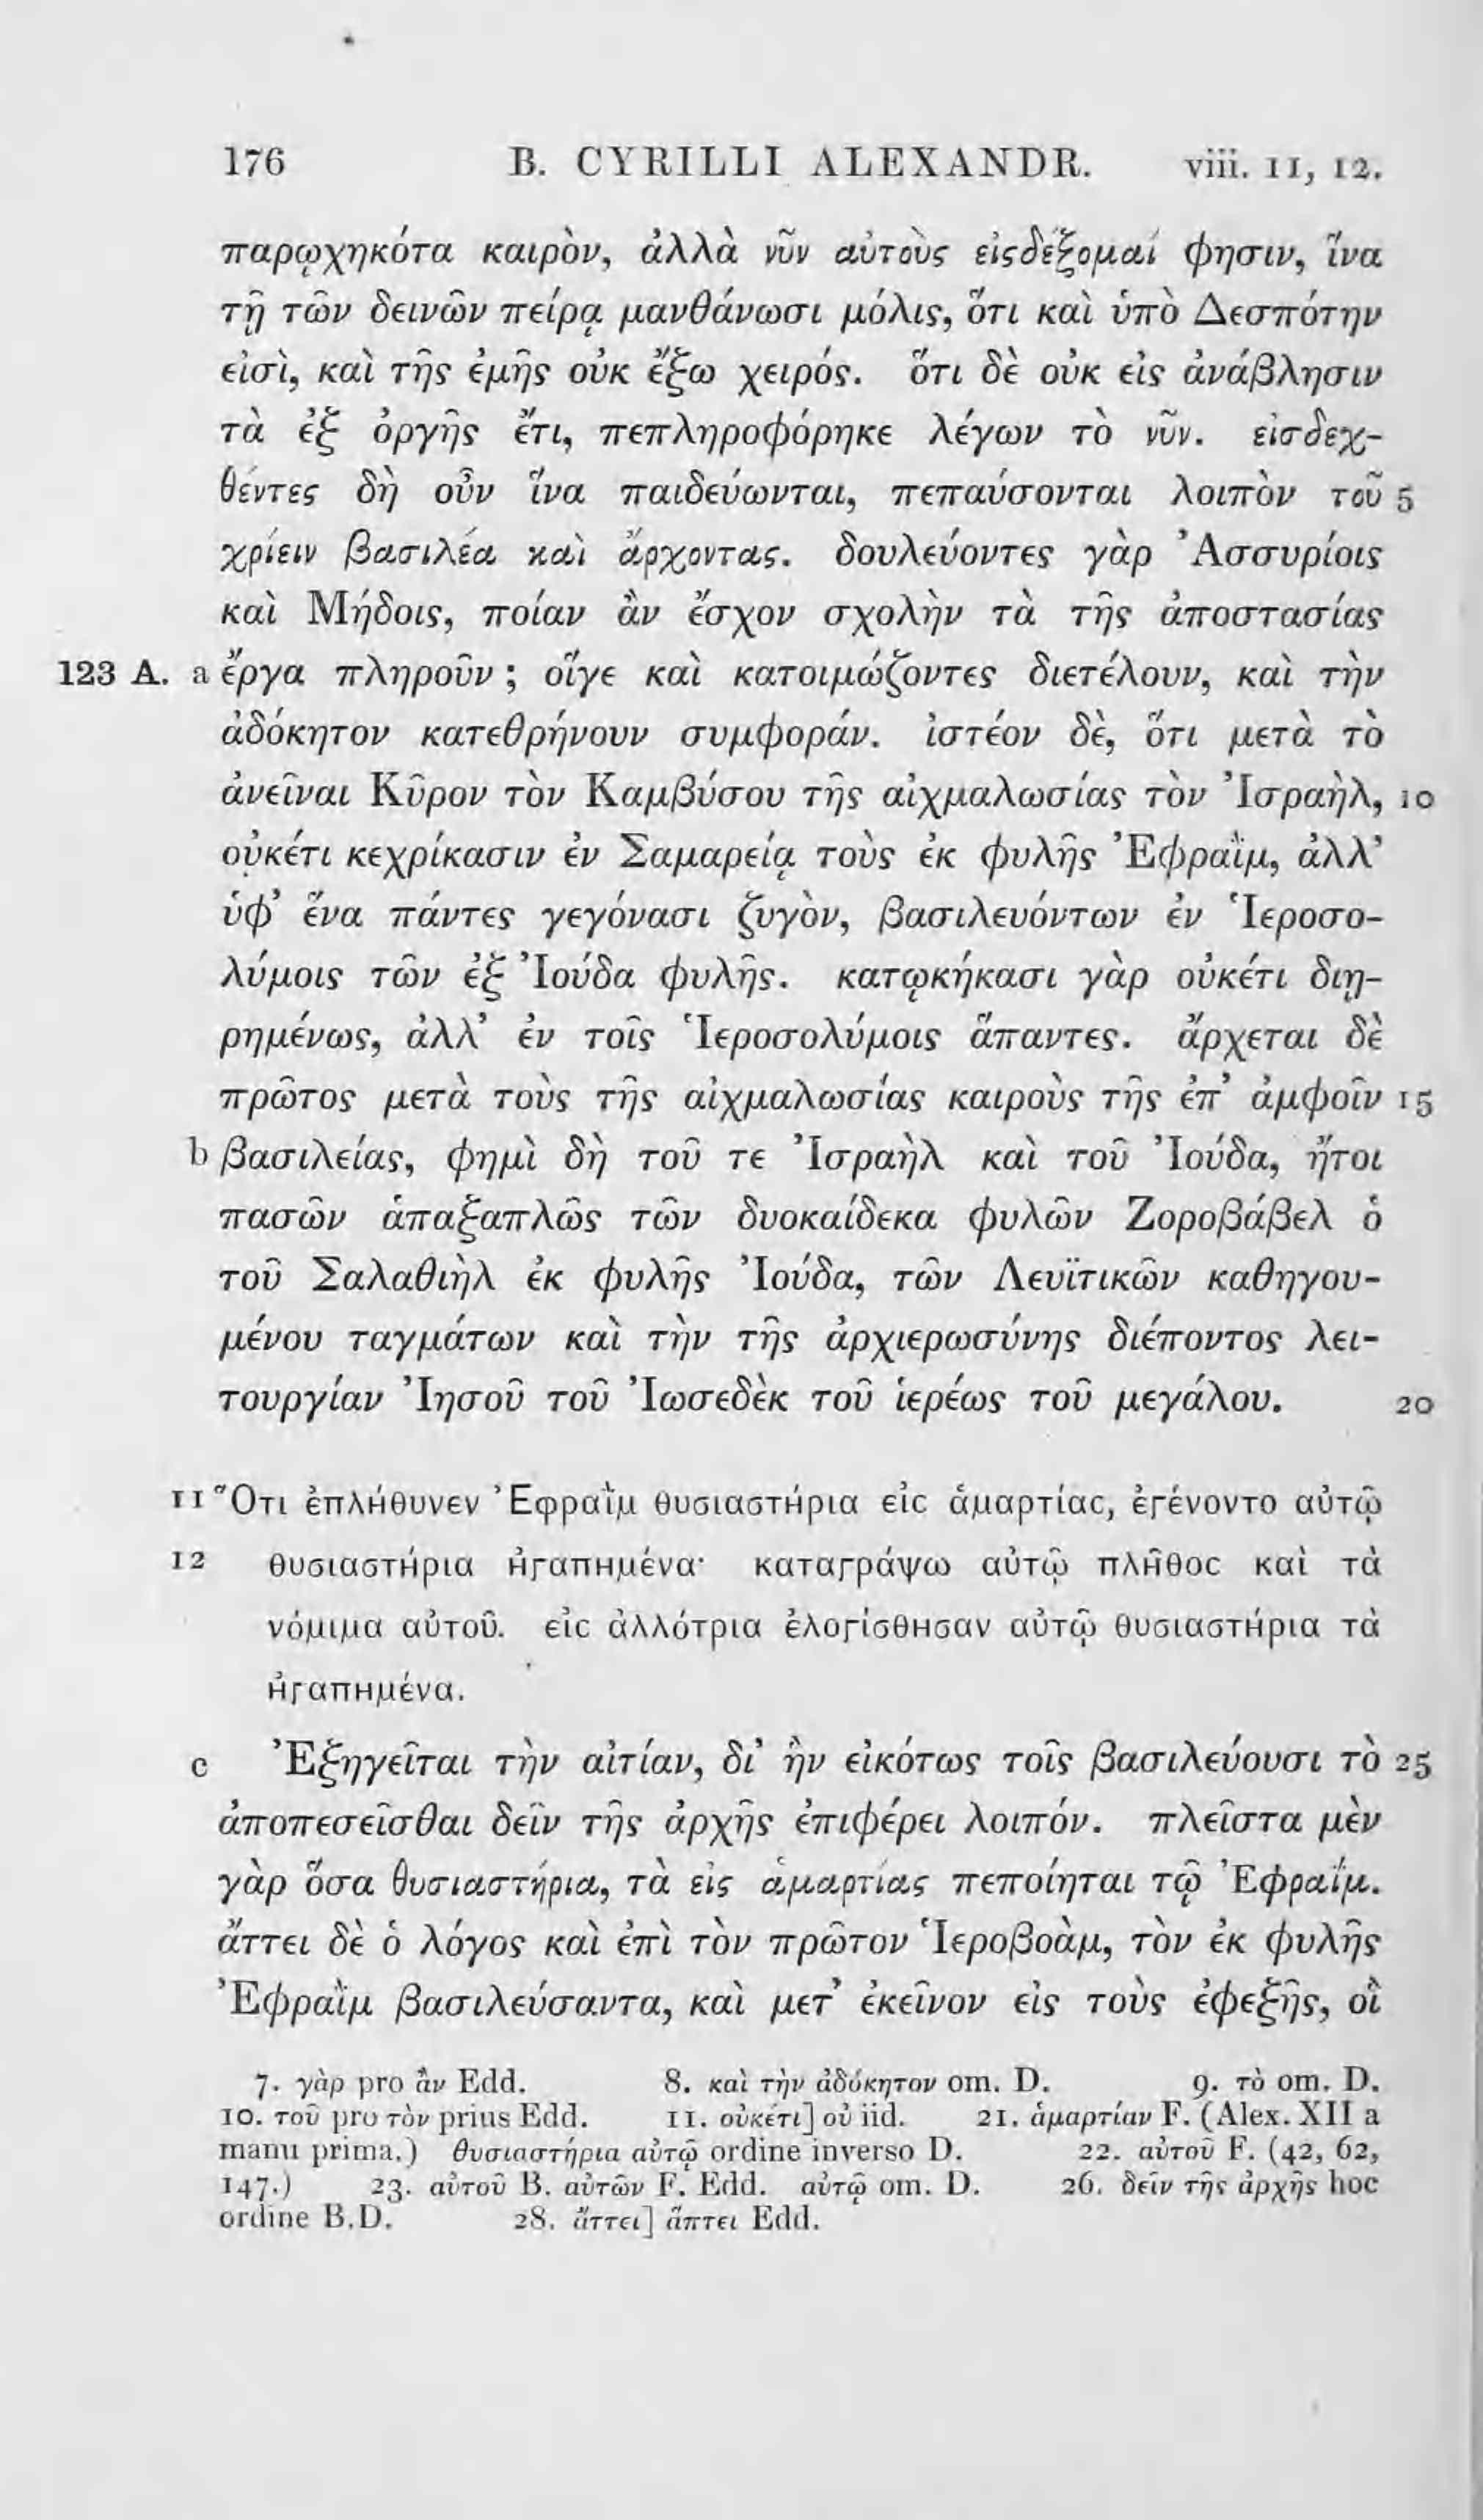 176 B. CYRILLI ALEXANDR. viii. 11, 12.
παρῳχηκότα καιρὸν, ἀλλὰ νῦν αὐτοὺς εἰςδέξομαί φησιν, ἵνα
τῇ τῶν δεινῶν πείρᾳ μανθάνωσι μόλις, ὅτι καὶ ὑπὸ Δεσπότην
εἰσὶ, καὶ τῆς ἐμῆς οὐκ ἔξω χειρός. ὅτι δὲ οὐκ εἰς ἀνάβλησιν
τὰ ἐξ ὀργῆς ἔτι, πεπληροφόρηκε λέγων τὸ νῦν. εἰσδεχ-
θέντες δὴ οὖν ἵνα παιδεύωνται, πεπαύσονται λοιπὸν τοῦ 5
χρίειν βασιλέα καὶ ἄρχοντας. δουλεύοντες γὰρ Ἀσσυρίοις
καὶ Μήδοις, ποίαν ἂν ἔσχον σχολὴν τὰ τῆς ἀποστασίας
123 A. a ἔργα πληροῦν ; οἵγε καὶ κατοιμώζοντες διετέλουν, καὶ τὴν
ἀδόκητον κατεθρήνουν συμφοράν. ἰστέον δὲ, ὅτι μετὰ τὸ
ἀνεῖναι Κῦρον τὸν Καμβύσου τῆς αἰχμαλωσίας τὸν Ἰσραὴλ, 10
οὐκέτι κεχρίκασιν ἐν Σαμαρείᾳ τοὺς ἐκ φυλῆς Ἐφραῒμ, ἀλλ’
ὑφ’ ἕνα πάντες γεγόνασι ζυγὸν, βασιλευόντων ἐν Ἱεροσο-
λύμοις τῶν ἐξ Ἰούδα φυλῆς. κατῳκήκασι γὰρ οὐκέτι διῃ-
ρημένως, ἀλλ’ ἐν τοῖς Ἱεροσολύμοις ἅπαντες. ἄρχεται δὲ
πρῶτος μετὰ τοὺς τῆς αἰχμαλωσίας καιροὺς τῆς ἐπ’ ἀμφοῖν 15
b βασιλείας, φημὶ δὴ τοῦ τε Ἰσραὴλ καὶ τοῦ Ἰούδα, ἤτοι
πασῶν ἁπαξαπλῶς τῶν δυοκαίδεκα φυλῶν Ζοροβάβελ ὁ
τοῦ Σαλαθιὴλ ἐκ φυλῆς Ἰούδα, τῶν Λευϊτικῶν καθηγου-
μένου ταγμάτων καὶ τὴν τῆς ἀρχιερωσύνης διέποντος λει-
τουργίαν Ἰησοῦ τοῦ Ἰωσεδὲκ τοῦ ἱερέως τοῦ μεγάλου. 20
11 Ὅτι ἐπλήθυνεν Ἐφραῒμ θυσιαστήρια εἰς ἁμαρτίας, ἐγένοντο αὐτῷ
12 θυσιαστήρια ἠγαπημένα· καταγράψω αὐτῷ πλῆθος καὶ τὰ
νόμιμα αὐτοῦ. εἰς ἀλλότρια ἐλογίσθησαν αὐτῷ θυσιαστήρια τὰ
ἠγαπημένα.
c Ἐξηγεῖται τὴν αἰτίαν, δι’ ἣν εἰκότως τοῖς βασιλεύουσι τὸ 25
ἀποπεσεῖσθαι δεῖν τῆς ἀρχῆς ἐπιφέρει λοιπόν. πλεῖστα μὲν
γὰρ ὅσα θυσιαστήρια, τὰ εἰς ἁμαρτίας πεποίηται τῷ Ἐφραΐμ.
ἄττει δὲ ὁ λόγος καὶ ἐπὶ τὸν πρῶτον Ἱεροβοὰμ, τὸν ἐκ φυλῆς
Ἐφραῒμ βασιλεύσαντα, καὶ μετ’ ἐκεῖνον εἰς τοὺς ἐφεξῆς, οἳ
7. γὰρ pro ἂν Edd. 8. καὶ τὴν ἀδόκητον om. D. 9. τὸ om. D.
10. τοῦ pro τὸν prius Edd. 11. οὐκέτι] οὐ iid. 21. ἁμαρτίαν F. (Alex. XII a
manu prima.) θυσιαστήρια αὐτῷ ordine inverso D. 22. αὐτοῦ F. (42, 62,
147.) 23. αὐτοῦ B. αὐτῶν F. Edd. αὐτῷ om. D. 26. δεῖν τῆς ἀρχῆς hoc
ordine B.D. 28. ἄττει] ἅπτει Edd.